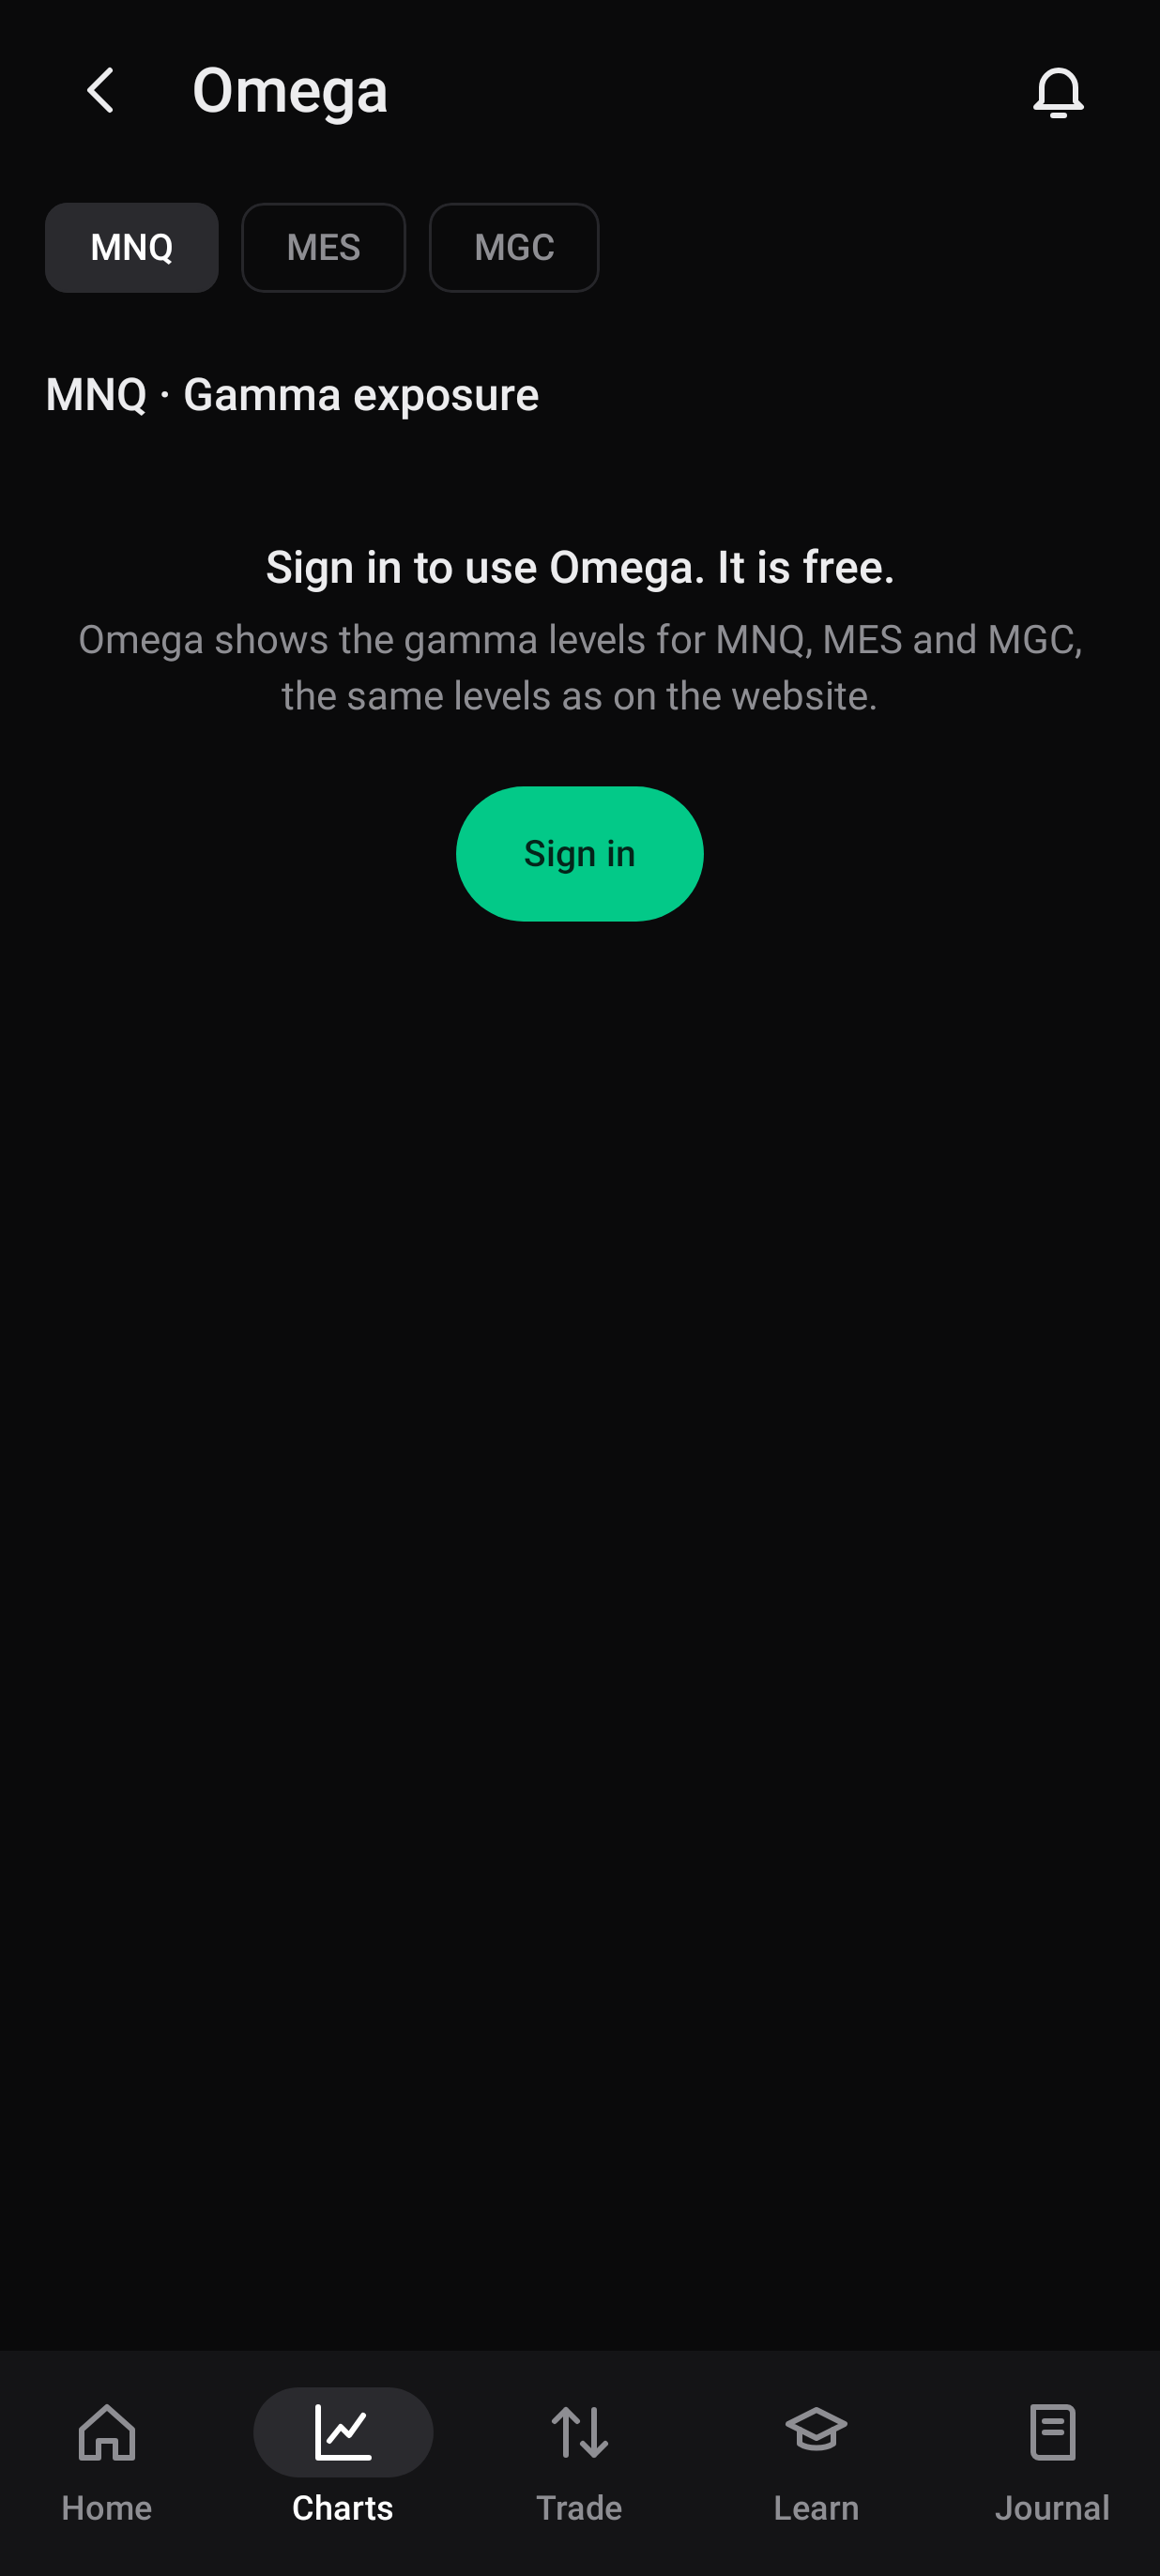 Omega
MNQ
MES
MGC
MNQ · Gamma exposure
Sign in to use Omega. It is free.
Omega shows the gamma levels for MNQ, MES and MGC,
the same levels as on the website.
Sign in
Home
Charts
Trade
Learn
Journal